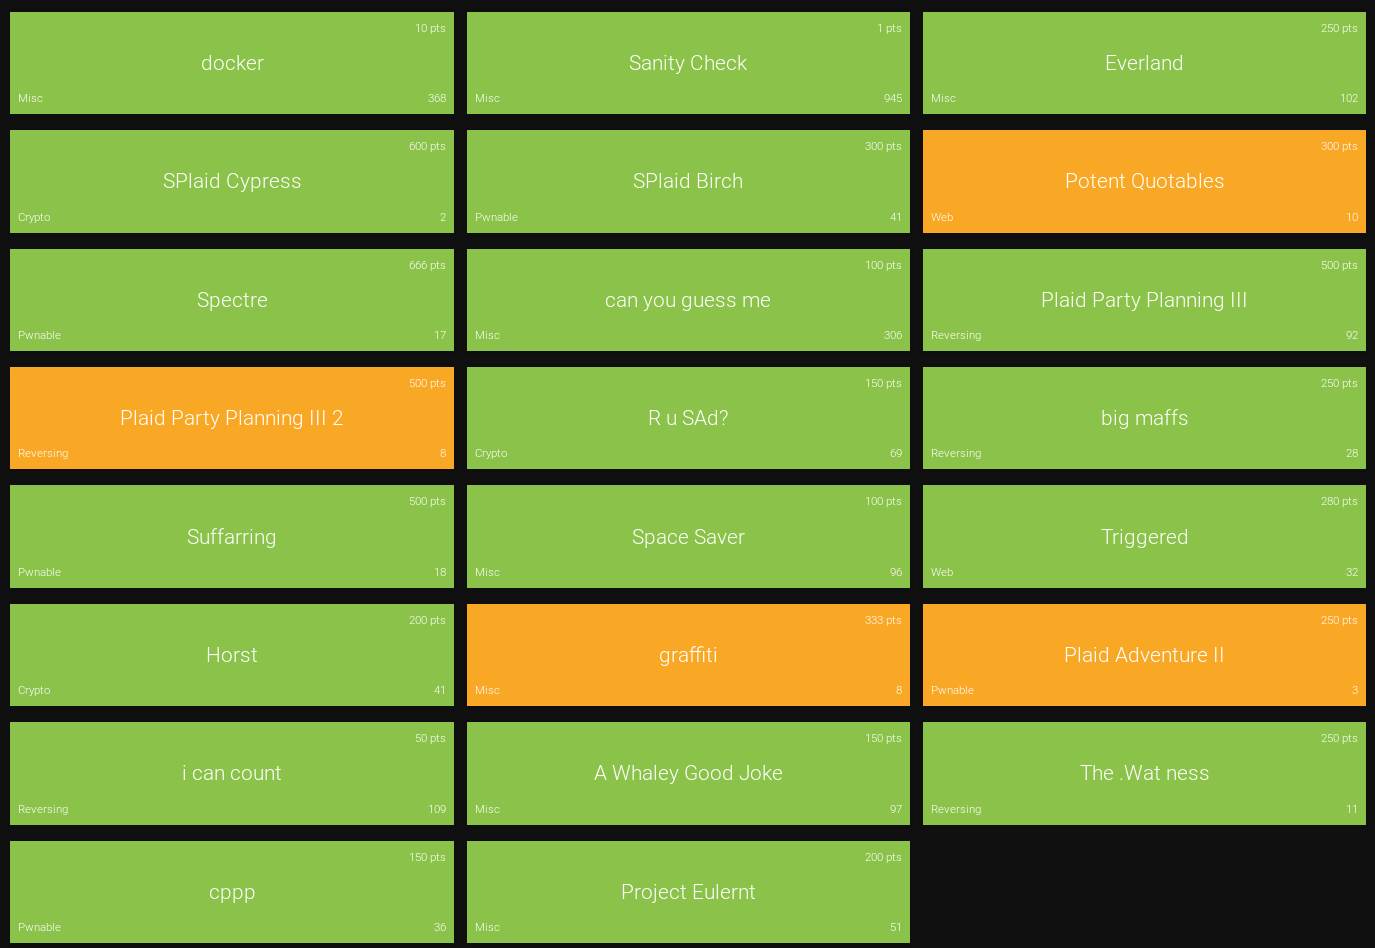 10 pts
docker
Misc 368
1 pts
Sanity Check
Misc 945
250 pts
Everland
Misc 102
600 pts
SPlaid Cypress
Crypto 2
300 pts
SPlaid Birch
Pwnable 41
300 pts
Potent Quotables
Web 10
666 pts
Spectre
Pwnable 17
100 pts
can you guess me
Misc 306
500 pts
Plaid Party Planning III
Reversing 92
500 pts
Plaid Party Planning III 2
Reversing 8
150 pts
R u SAd?
Crypto 69
250 pts
big maffs
Reversing 28
500 pts
Suffarring
Pwnable 18
100 pts
Space Saver
Misc 96
280 pts
Triggered
Web 32
200 pts
Horst
Crypto 41
333 pts
graffiti
Misc 8
250 pts
Plaid Adventure II
Pwnable 3
50 pts
i can count
Reversing 109
150 pts
A Whaley Good Joke
Misc 97
250 pts
The .Wat ness
Reversing 11
150 pts
cppp
Pwnable 36
200 pts
Project Eulernt
Misc 51